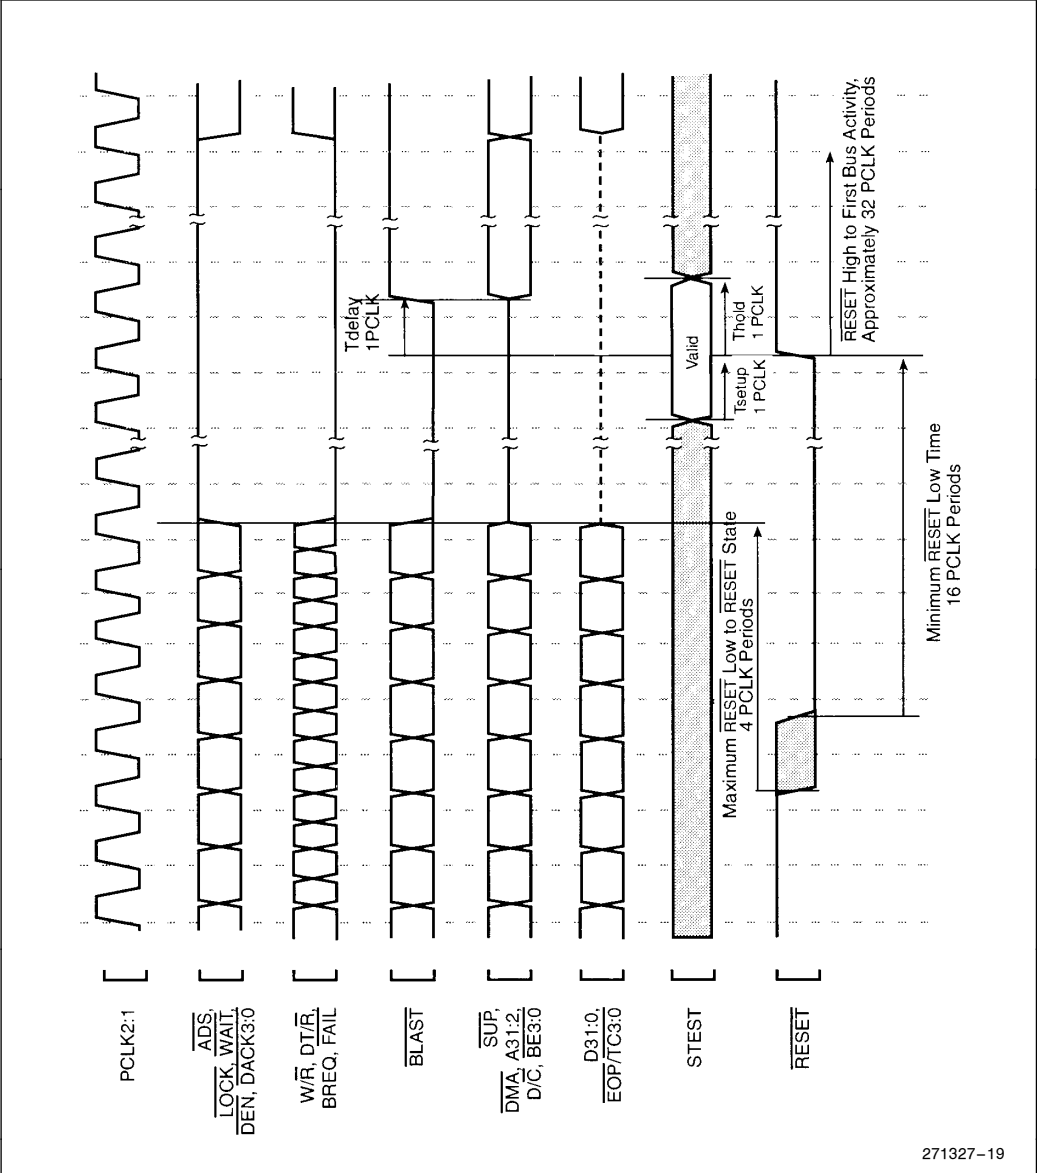 PCLK2:1
ADS,
LOCK, WAIT,
DEN, DACK3:0
W/R, DT/R,
BREQ, FAIL
BLAST
SUP,
DMA, A31:2,
D/C, BE3:0
D31:0,
EOP/TC3:0
STEST
RESET
Tdelay
1PCLK
Valid
Thold
1 PCLK
Tsetup
1 PCLK
Maximum RESET Low to RESET State
4 PCLK Periods
RESET High to First Bus Activity,
Approximately 32 PCLK Periods
Minimum RESET Low Time
16 PCLK Periods
271327–19